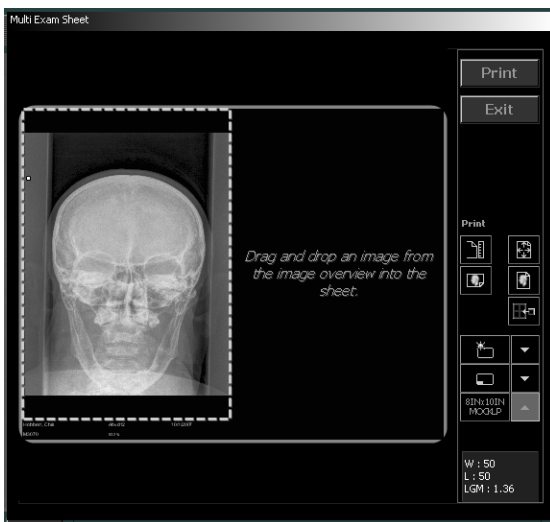 Multi Exam Sheet
Print
Exit
Drag and drop an image from
the image overview into the
sheet.
Print
8INx10IN
W : 50
L : 50
LGM : 1.36